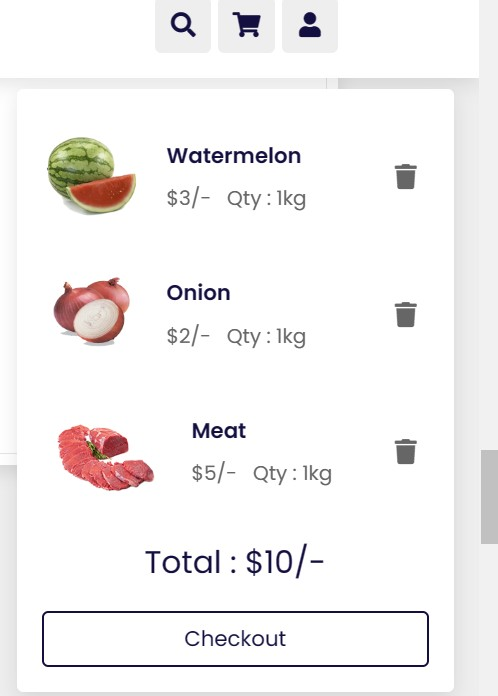 Watermelon
$3/- Qty : 1kg
Onion
$2/- Qty : 1kg
Meat
$5/- Qty : 1kg
Total : $10/-
Checkout